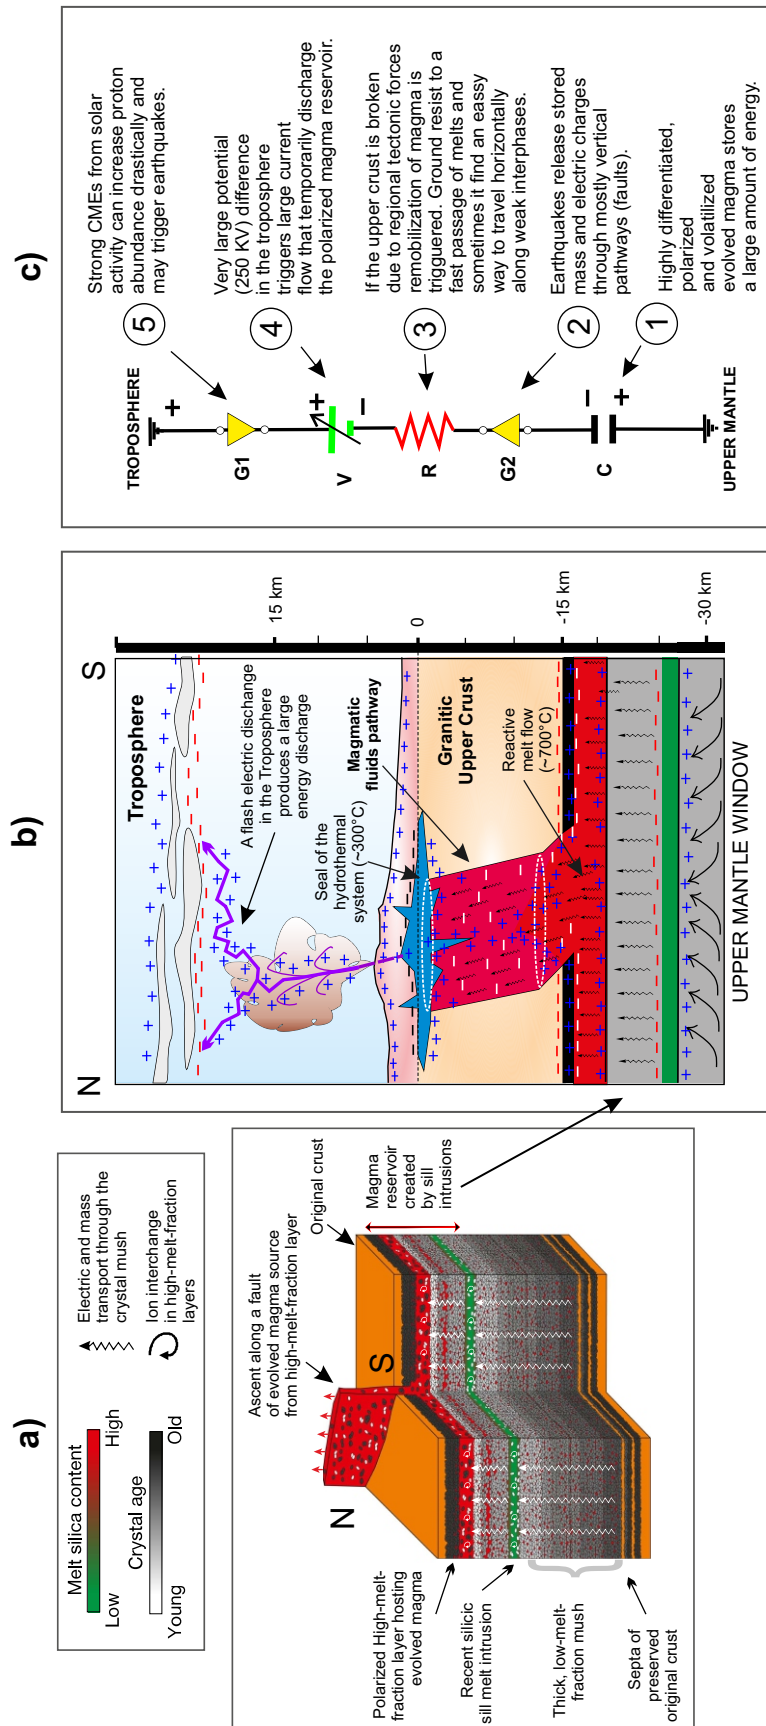 a)
Melt silica content
Low
High
Crystal age
Young
Old
Electric and mass
transport through the
crystal mush
Ion interchange
in high-melt-fraction
layers
Ascent along a fault
of evolved magma source
from high-melt-fraction layer
Original crust
Magma
reservoir
created
by sill
intrusions
N
S
Polarized High-melt-
fraction layer hosting
evolved magma
Recent silicic
sill melt intrusion
Thick, low-melt-
fraction mush
Septa of
preserved
original crust
b)
N
S
Troposphere
A flash electric discharge
in the Troposphere
produces a large
energy discharge
Seal of the
hydrothermal
system (~300°C)
Magmatic
fluids pathway
Granitic
Upper Crust
Reactive
melt flow
(~700°C)
15 km
0
-15 km
-30 km
UPPER MANTLE WINDOW
c)
TROPOSPHERE
+
G1
V
+
–
R
G2
C
–
+
UPPER MANTLE
5
Strong CMEs from solar
activity can increase proton
abundance drastically and
may trigger earthquakes.
4
Very large potential
(250 KV) difference
in the troposphere
triggers large current
flow that temporarily discharge
the polarized magma reservoir.
3
If the upper crust is broken
due to regional tectonic forces
remobilization of magma is
trigguered. Ground resist to a
fast passage of melts and
sometimes it find an eassy
way to travel horizontally
along weak interphases.
2
Earthquakes release stored
mass and electric charges
through mostly vertical
pathways (faults).
1
Highly differentiated,
polarized
and volatilized
evolved magma stores
a large amount of energy.